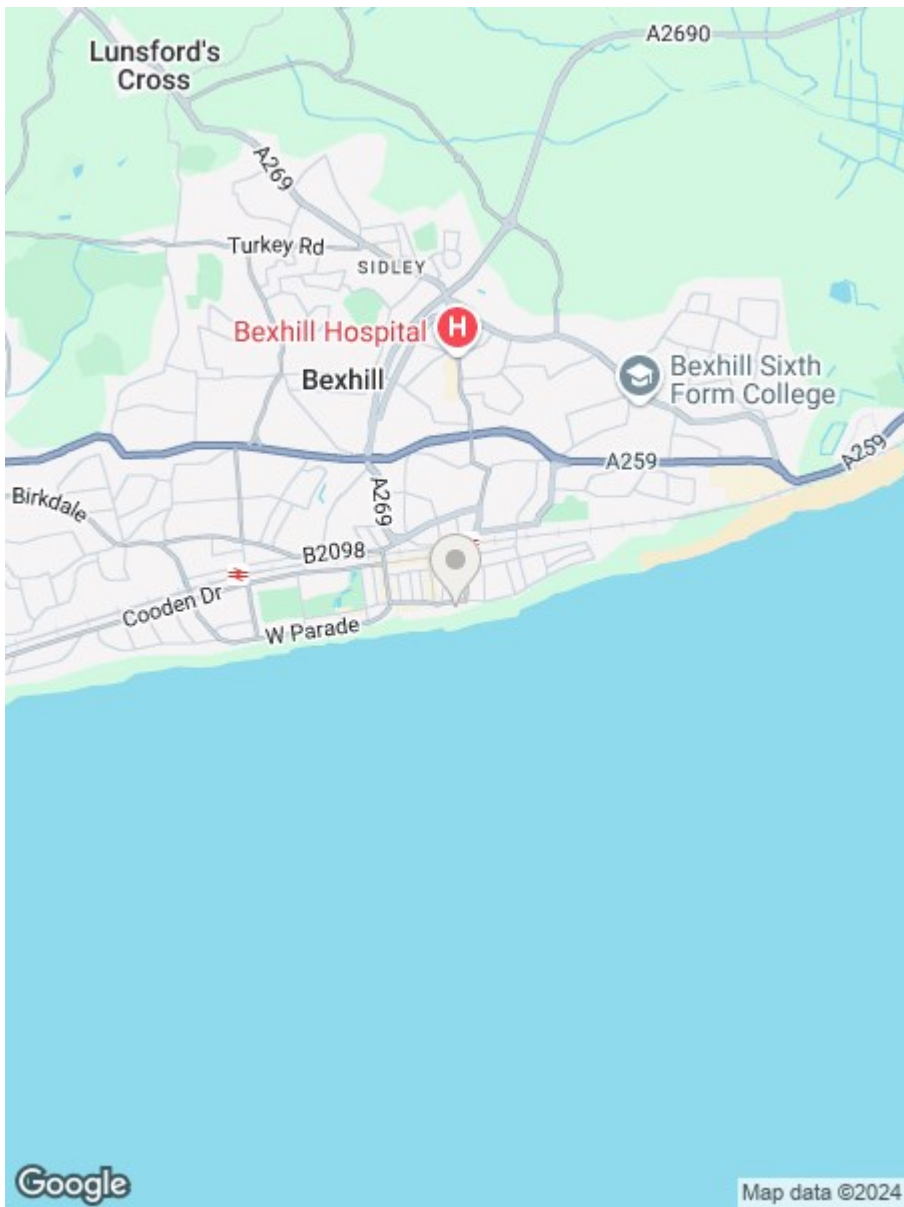 A2690
Lunsford's
Cross
A269
Turkey Rd
SIDLEY
Bexhill Hospital
H
Bexhill
Bexhill Sixth
Form College
A259
A259
Birkdale
A269
B2098
Cooden Dr
W Parade
Google
Map data ©2024